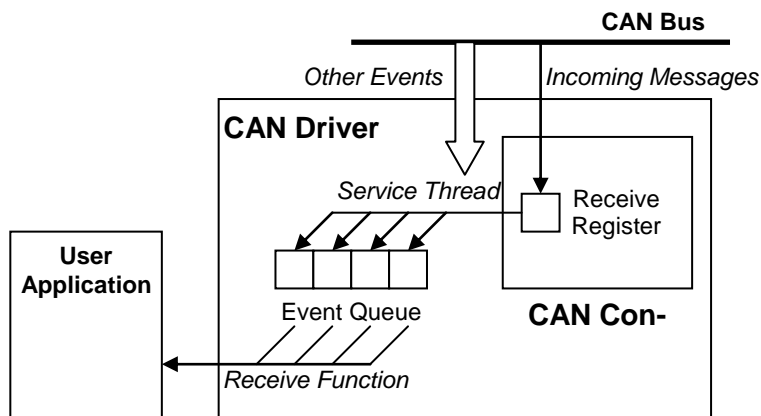 CAN Bus
Other Events
Incoming Messages
CAN Driver
Service Thread
Receive
Register
User
Application
Event Queue
CAN Con-
Receive Function